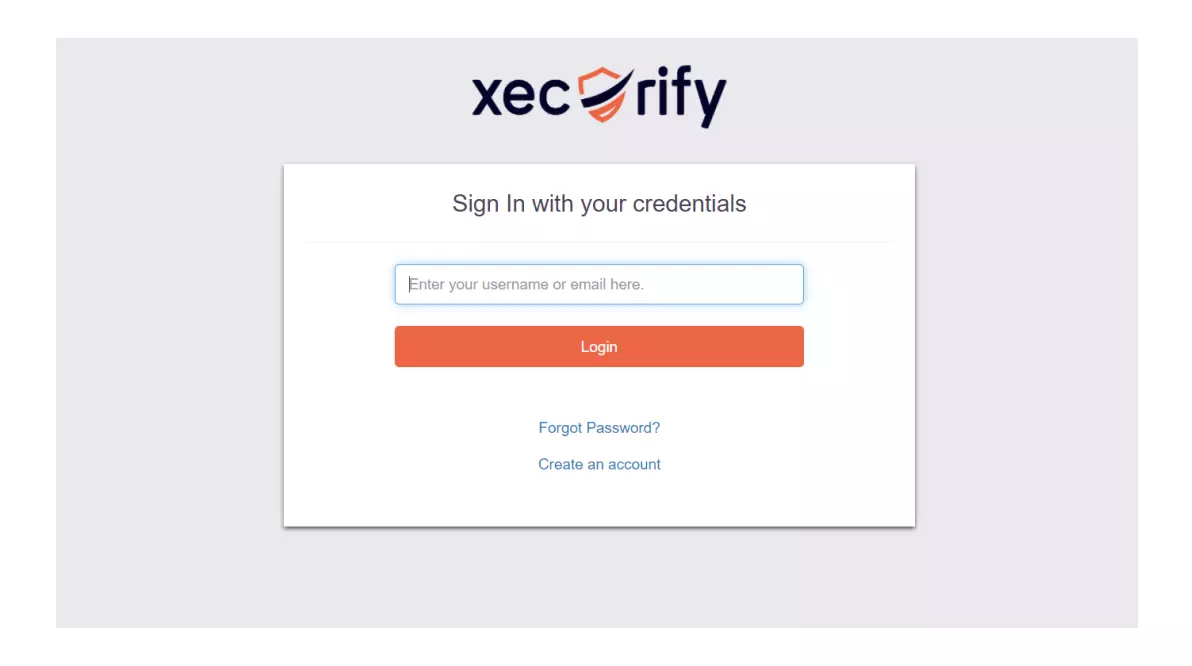 xecurify
Sign In with your credentials
Enter your username or email here.
Login
Forgot Password?
Create an account